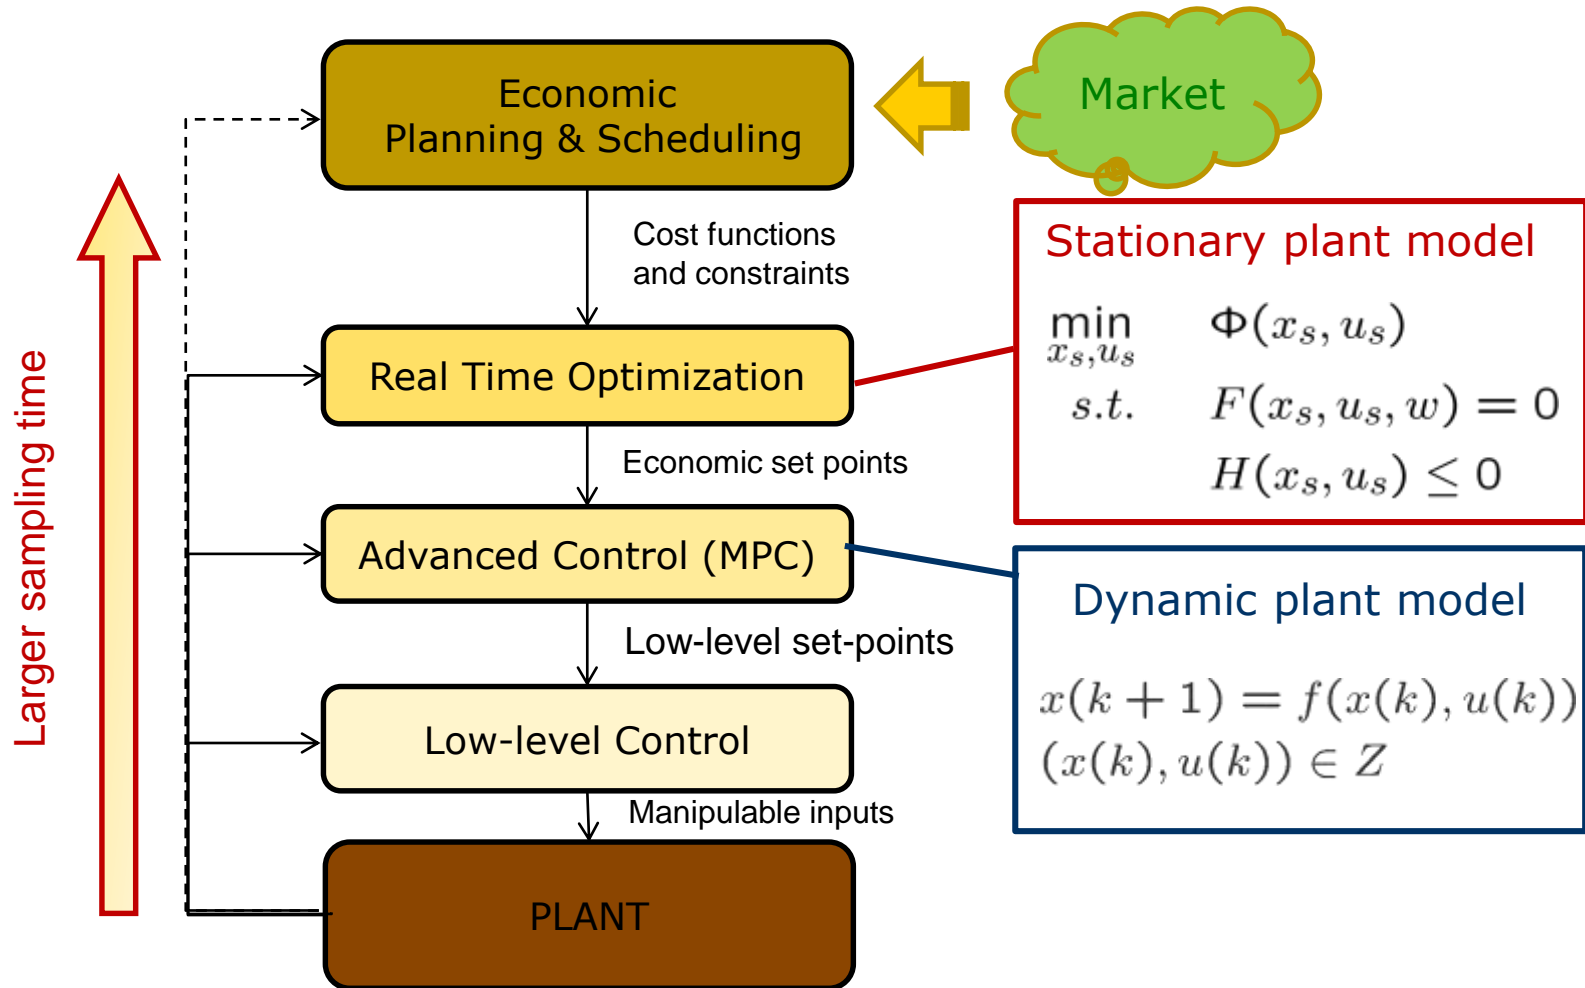 Economic
Planning & Scheduling
Market
Cost functions
and constraints
Stationary plant model
min Φ(x_s, u_s)
x_s,u_s
s.t. F(x_s, u_s, w) = 0
H(x_s, u_s) ≤ 0
Real Time Optimization
Economic set points
Advanced Control (MPC)
Dynamic plant model
x(k + 1) = f(x(k), u(k))
(x(k), u(k)) ∈ Z
Low-level set-points
Low-level Control
Manipulable inputs
PLANT
Larger sampling time